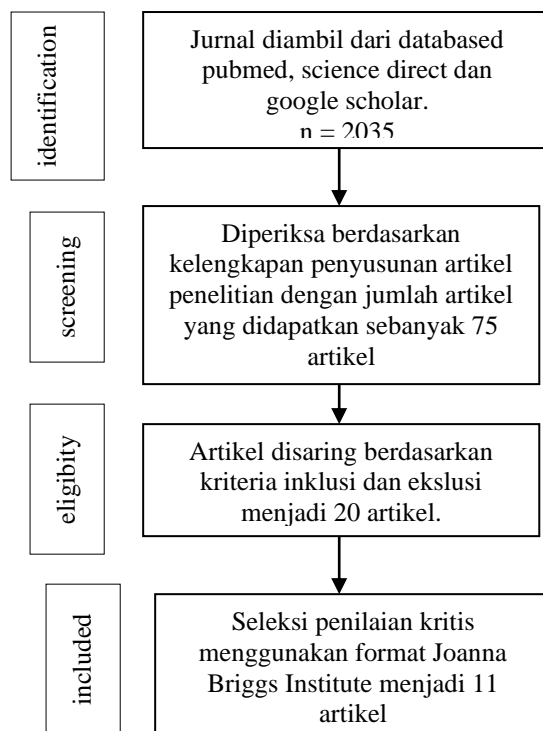 identification
Jurnal diambil dari databased
pubmed, science direct dan
google scholar.
n = 2035
screening
Diperiksa berdasarkan
kelengkapan penyusunan artikel
penelitian dengan jumlah artikel
yang didapatkan sebanyak 75
artikel
eligibity
Artikel disaring berdasarkan
kriteria inklusi dan ekslusi
menjadi 20 artikel.
included
Seleksi penilaian kritis
menggunakan format Joanna
Briggs Institute menjadi 11
artikel